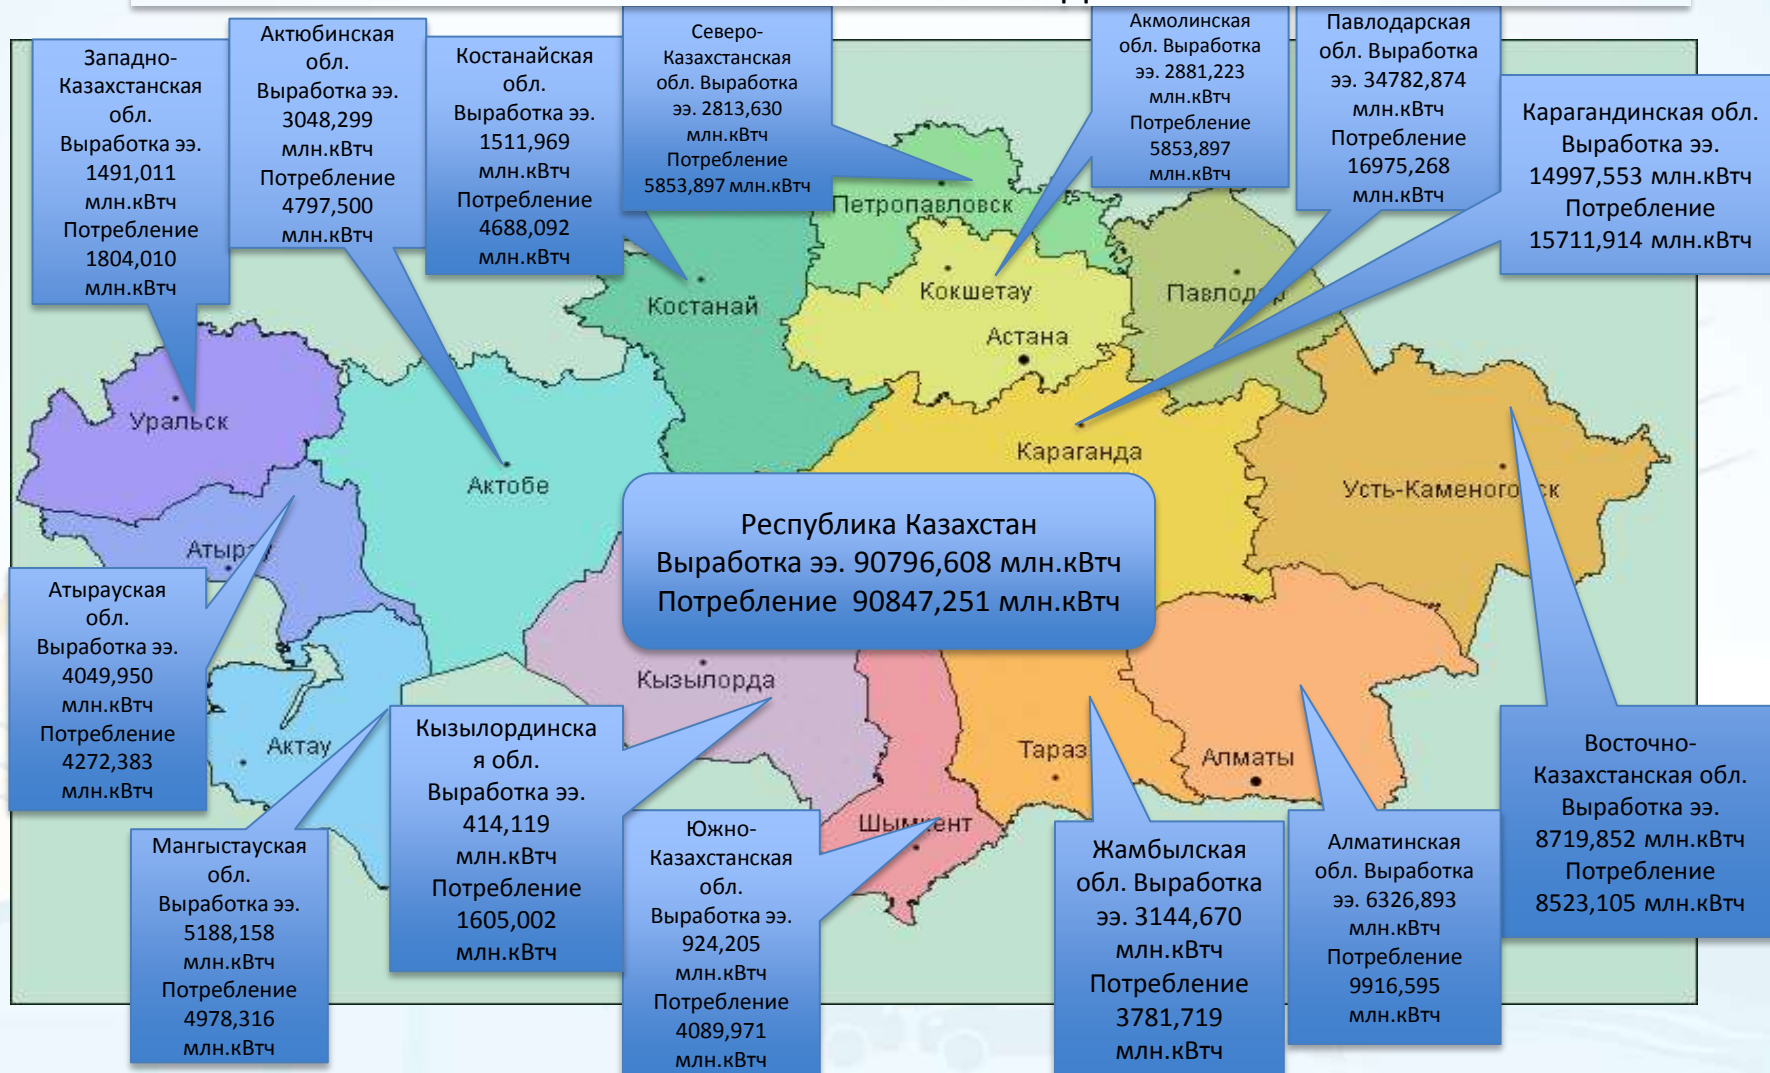 Западно-
Казахстанская
обл.
Выработка ээ.
1491,011
млн.кВтч
Потребление
1804,010
млн.кВтч
Актюбинская
обл.
Выработка ээ.
3048,299
млн.кВтч
Потребление
4797,500
млн.кВтч
Костанайская
обл.
Выработка ээ.
1511,969
млн.кВтч
Потребление
4688,092
млн.кВтч
Северо-
Казахстанская
обл. Выработка
ээ. 2813,630
млн.кВтч
Потребление
5853,897 млн.кВтч
Акмолинская
обл. Выработка
ээ. 2881,223
млн.кВтч
Потребление
5853,897
млн.кВтч
Павлодарская
обл. Выработка
ээ. 34782,874
млн.кВтч
Потребление
16975,268
млн.кВтч
Карагандинская обл.
Выработка ээ.
14997,553 млн.кВтч
Потребление
15711,914 млн.кВтч
Петропавловск
Костанай
Кокшетау
Павлодар
Астана
Уральск
Караганда
Актобе
Усть-Каменогорск
Атырау
Республика Казахстан
Выработка ээ. 90796,608 млн.кВтч
Потребление 90847,251 млн.кВтч
Кызылорда
Актау
Тараз
Алматы
Шымкент
Атырауская
обл.
Выработка ээ.
4049,950
млн.кВтч
Потребление
4272,383
млн.кВтч
Мангыстауская
обл.
Выработка ээ.
5188,158
млн.кВтч
Потребление
4978,316
млн.кВтч
Кызылординска
я обл.
Выработка ээ.
414,119
млн.кВтч
Потребление
1605,002
млн.кВтч
Южно-
Казахстанская
обл.
Выработка ээ.
924,205
млн.кВтч
Потребление
4089,971
млн.кВтч
Жамбылская
обл. Выработка
ээ. 3144,670
млн.кВтч
Потребление
3781,719
млн.кВтч
Алматинская
обл. Выработка
ээ. 6326,893
млн.кВтч
Потребление
9916,595
млн.кВтч
Восточно-
Казахстанская обл.
Выработка ээ.
8719,852 млн.кВтч
Потребление
8523,105 млн.кВтч